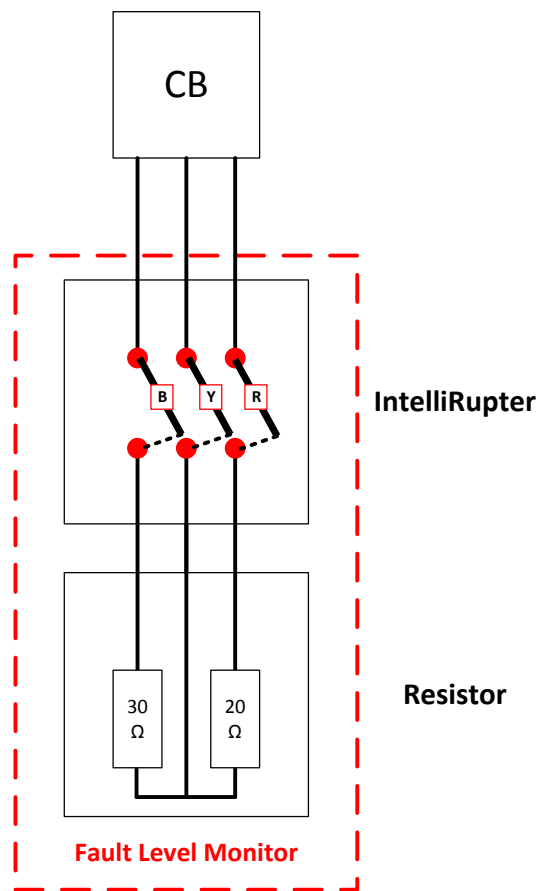 CB
B
Y
R
IntelliRupter
30
Ω
20
Ω
Resistor
Fault Level Monitor